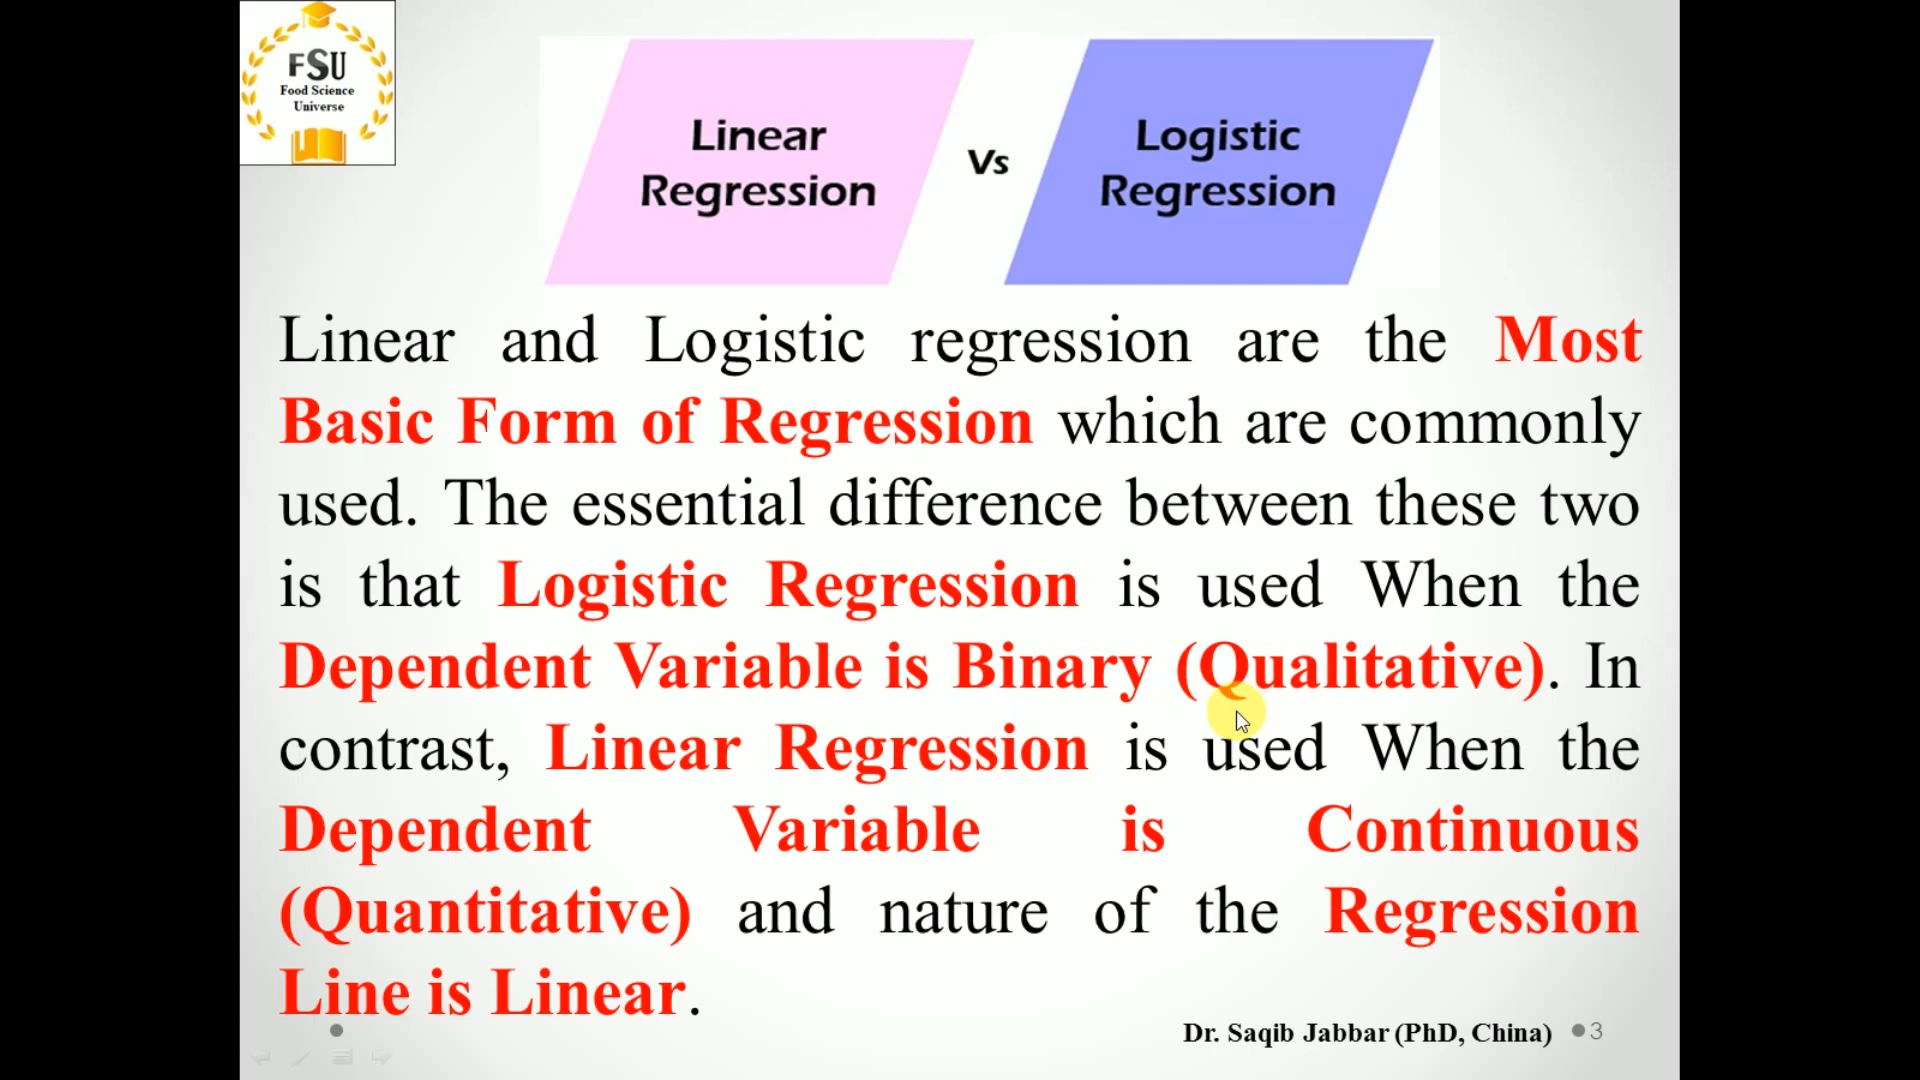 FSU
Food Science
Universe
Linear
Regression
Vs
Logistic
Regression
Linear and Logistic regression are the Most
Basic Form of Regression which are commonly
used. The essential difference between these two
is that Logistic Regression is used When the
Dependent Variable is Binary (Qualitative). In
contrast, Linear Regression is used When the
Dependent Variable is Continuous
(Quantitative) and nature of the Regression
Line is Linear.
Dr. Saqib Jabbar (PhD, China)
3